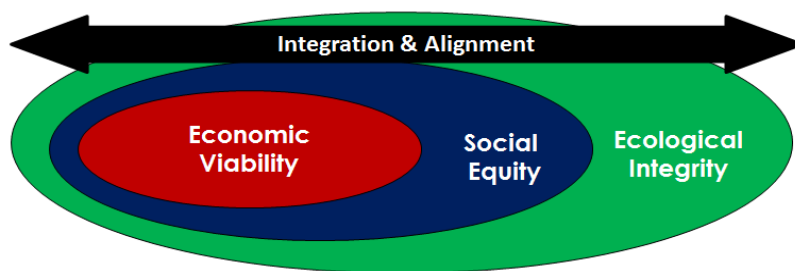 Integration & Alignment
Economic
Viability
Social
Equity
Ecological
Integrity